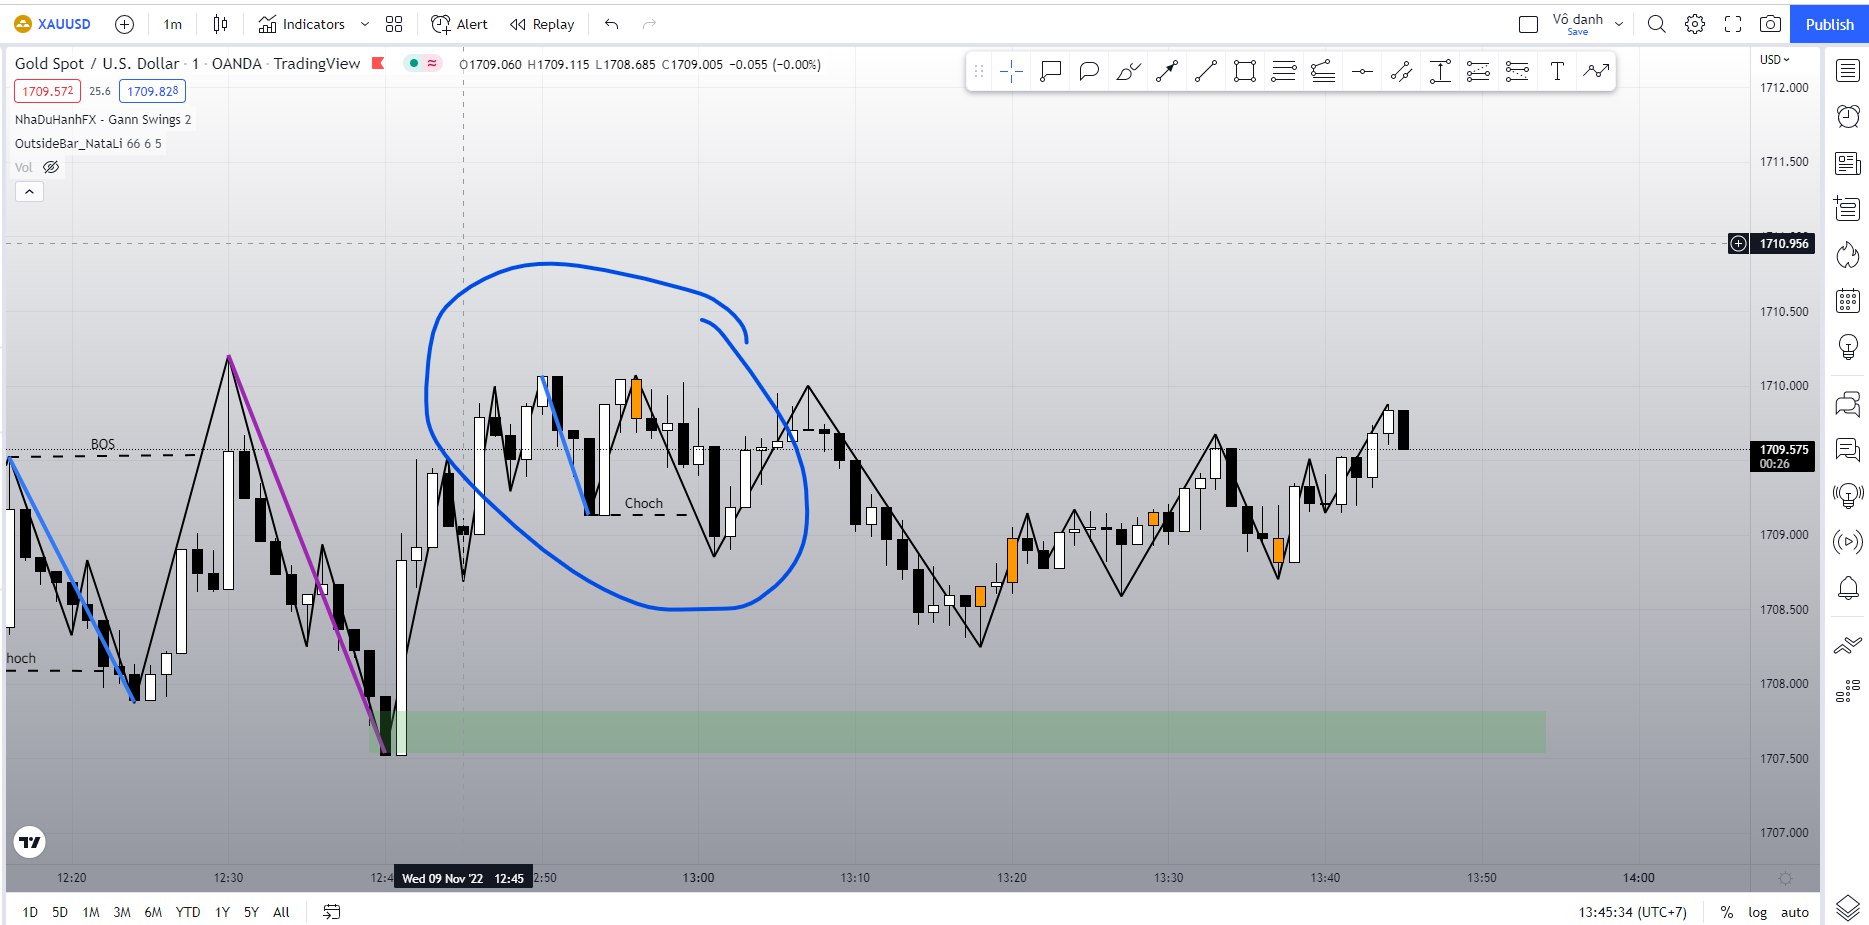 XAUUSD 1m Indicators Alert Replay Vô danh Save Publish
Gold Spot / U.S. Dollar · 1 · OANDA · TradingView O1709.060 H1709.115 L1708.685 C1709.005 −0.055 (−0.00%)
1709.572 25.6 1709.828
NhaDuHanhFX - Gann Swings 2
OutsideBar_NataLi 66 6 5
Vol
USD
1712.000
1711.500
1710.956
1710.500
1710.000
1709.575
00:26
1709.000
1708.500
1708.000
1707.500
1707.000
BOS
Choch
hoch
T
12:20 12:30 12:4 Wed 09 Nov '22 12:45 2:50 13:00 13:10 13:20 13:30 13:40 13:50 14:00
1D 5D 1M 3M 6M YTD 1Y 5Y All 13:45:34 (UTC+7) % log auto